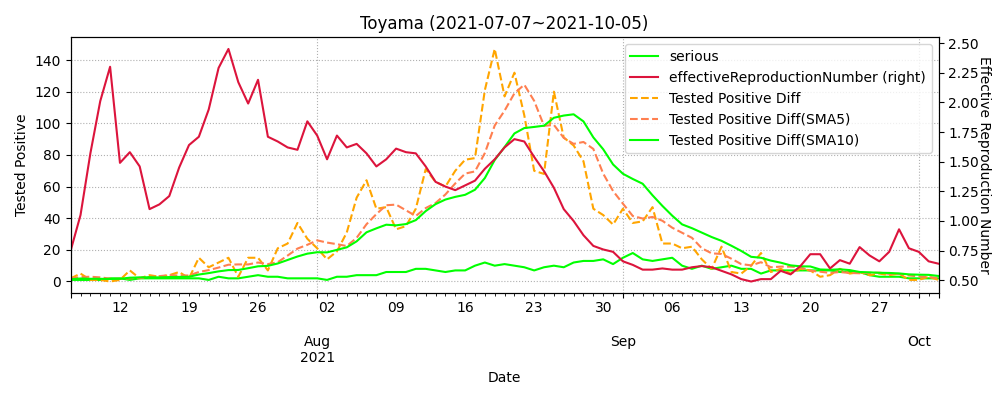 Toyama (2021-07-07~2021-10-05)
serious
effectiveReproductionNumber (right)
Tested Positive Diff
Tested Positive Diff(SMA5)
Tested Positive Diff(SMA10)
Tested Positive
140
120
100
80
60
40
20
0
2.50
2.25
2.00
1.75
1.50
1.25
1.00
0.75
0.50
Effective Reproduction Number
12 19 26 02 09 16 23 30 06 13 20 27
Aug Sep Oct
2021
Date